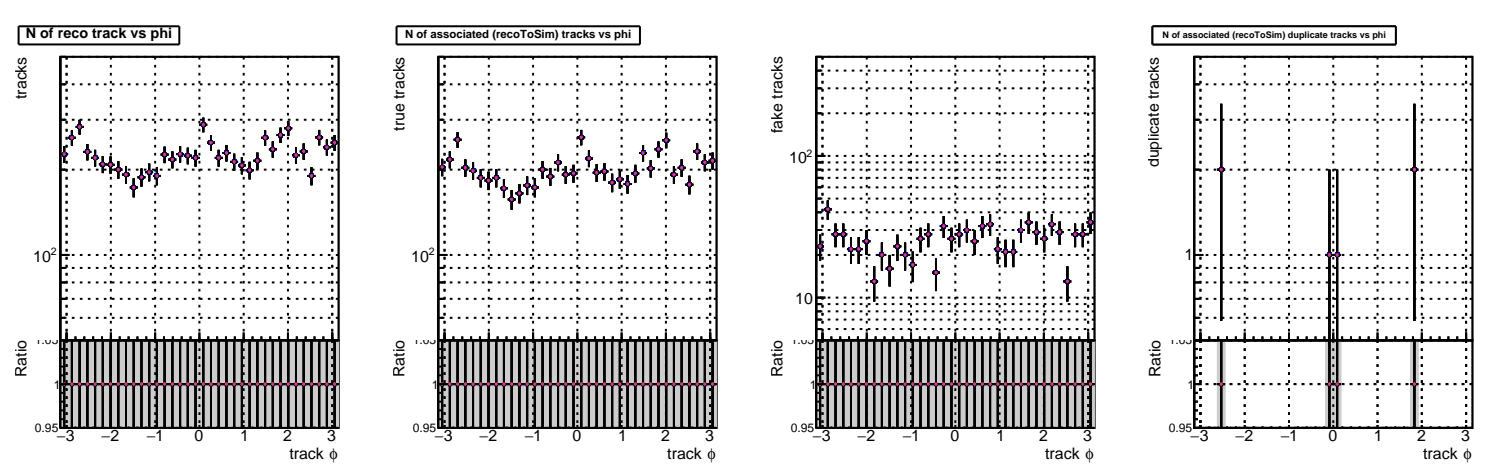 N of reco track vs phi
tracks
10²
Ratio
1
0.95
−3 −2 −1 0 1 2 3
track ϕ
N of associated (recoToSim) tracks vs phi
true tracks
10²
Ratio
1
0.95
−3 −2 −1 0 1 2 3
track ϕ
fake tracks
10²
10
Ratio
1
0.95
−3 −2 −1 0 1 2 3
track ϕ
N of associated (recoToSim) duplicate tracks vs phi
duplicate tracks
1
Ratio
1
0.95
−3 −2 −1 0 1 2 3
track ϕ